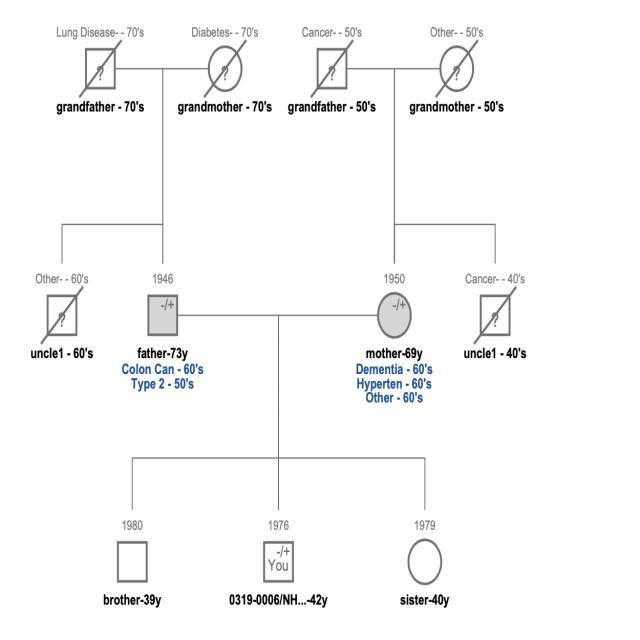 Lung Disease- - 70's
Diabetes- - 70's
Cancer- - 50's
Other- - 50's
?
?
?
?
grandfather - 70's
grandmother - 70's
grandfather - 50's
grandmother - 50's
Other- - 60's
1946
1950
Cancer- - 40's
?
-/+
-/+
?
uncle1 - 60's
father-73y
mother-69y
uncle1 - 40's
Colon Can - 60's
Dementia - 60's
Type 2 - 50's
Hyperten - 60's
Other - 60's
1980
1976
1979
-/+
You
brother-39y
0319-0006/NH...-42y
sister-40y